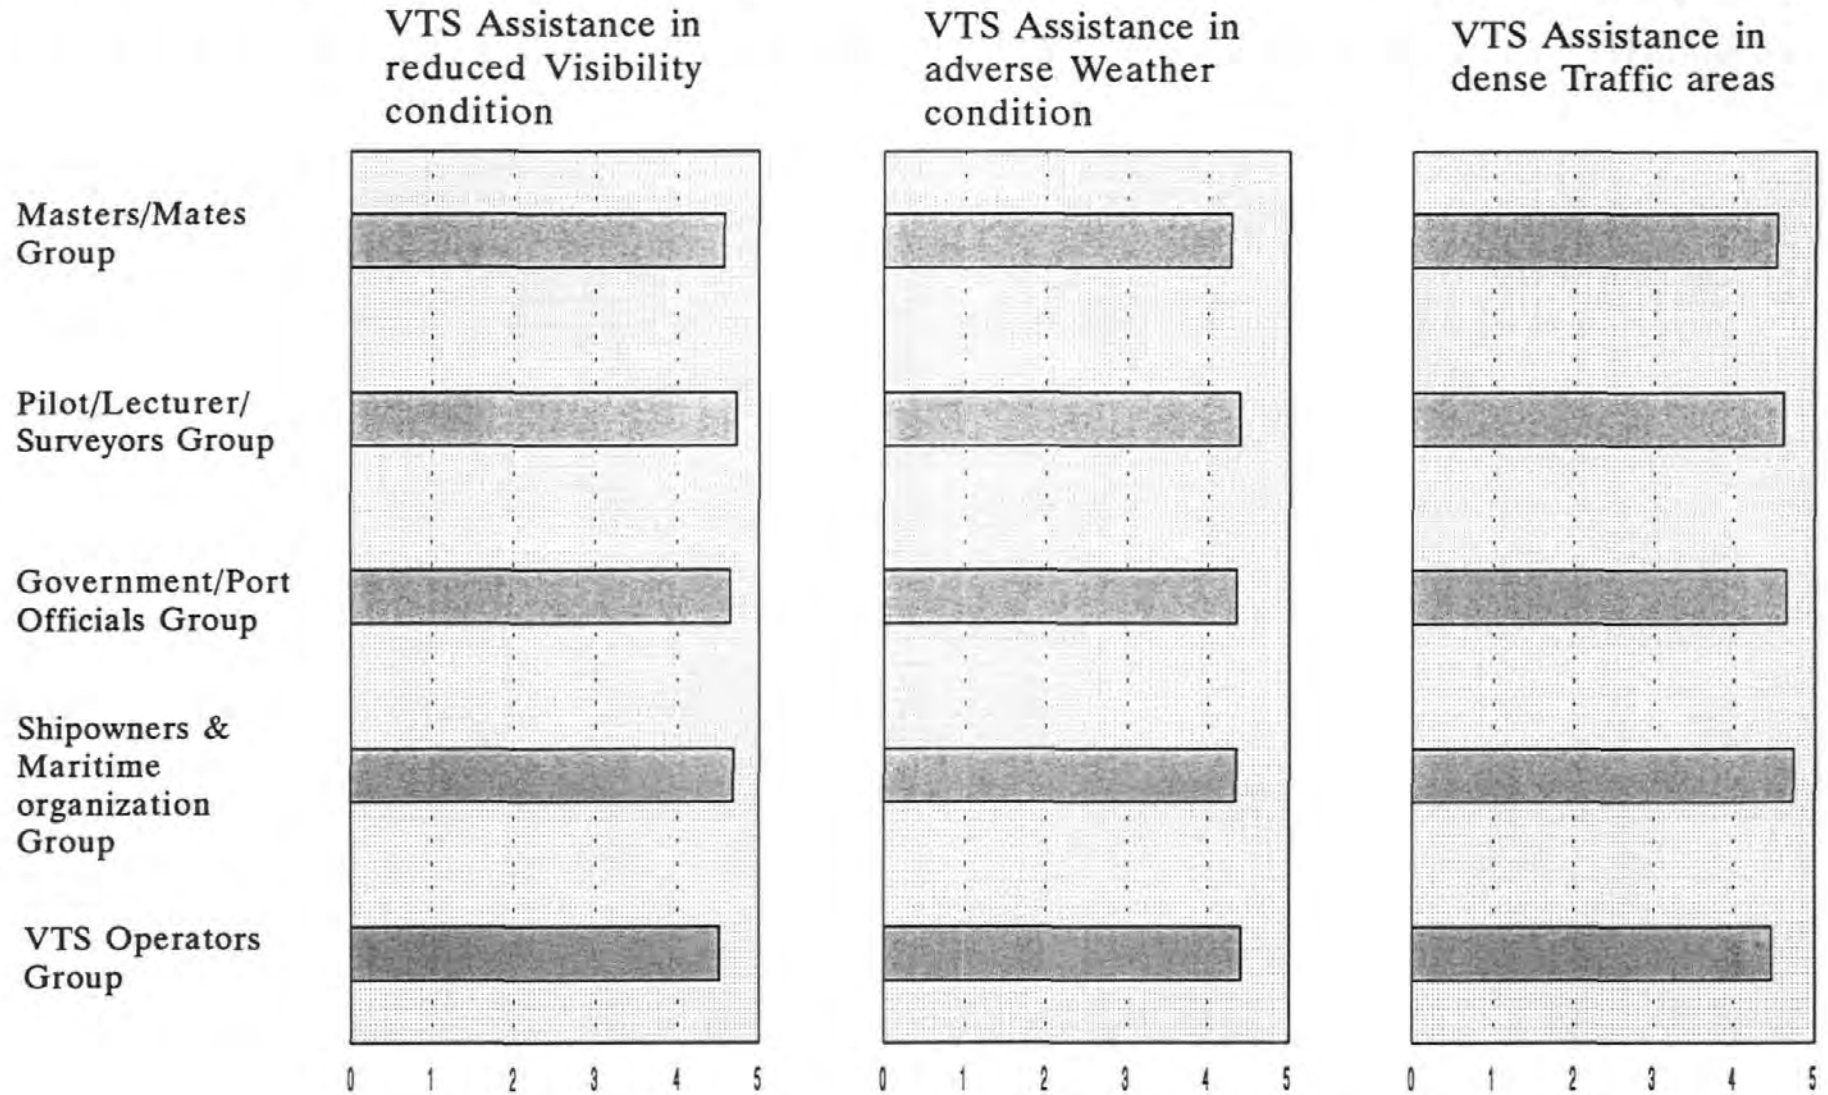 VTS Assistance in
reduced Visibility
condition
VTS Assistance in
adverse Weather
condition
VTS Assistance in
dense Traffic areas
Masters/Mates
Group
Pilot/Lecturer/
Surveyors Group
Government/Port
Officials Group
Shipowners &
Maritime
organization
Group
VTS Operators
Group
0 1 2 3 4 5
0 1 2 3 4 5
0 1 2 3 4 5